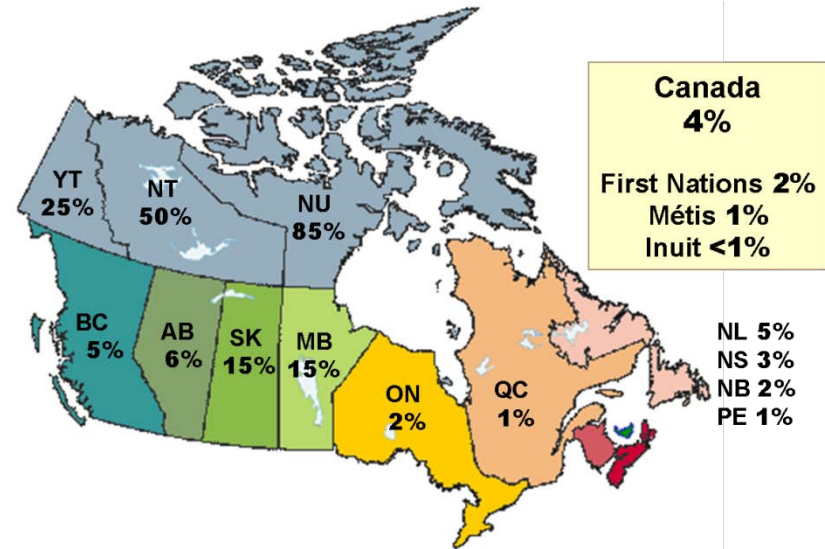 Canada
4%
First Nations 2%
Métis 1%
Inuit <1%
YT
25%
NT
50%
NU
85%
BC
5%
AB
6%
SK
15%
MB
15%
ON
2%
QC
1%
NL 5%
NS 3%
NB 2%
PE 1%